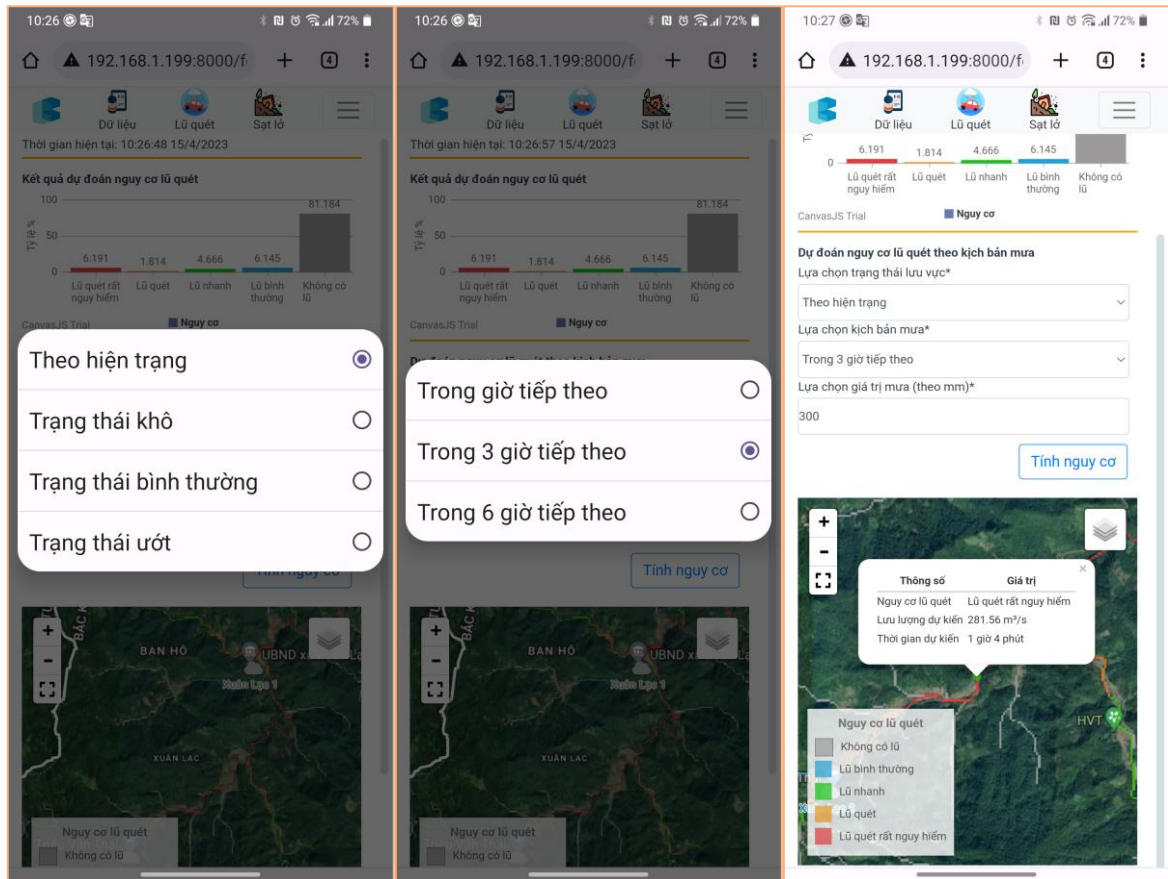 10:26
72%
192.168.1.199:8000/f
4
Dữ liệu
Lũ quét
Sạt lở
Thời gian hiện tại: 10:26:48 15/4/2023
Kết quả dự đoán nguy cơ lũ quét
100
81.184
Tỷ lệ %
50
6.191
1.814
4.666
6.145
0
Lũ quét rất nguy hiểm
Lũ quét
Lũ nhanh
Lũ bình thường
Không có lũ
CanvasJS Trial
Nguy cơ
Theo hiện trạng
Trạng thái khô
Trạng thái bình thường
Trạng thái ướt
Tính nguy cơ
+
-
BẢN HỒ
UBND
Xuân Lạc 1
XUÂN LẠC
Nguy cơ lũ quét
Không có lũ
10:26
72%
192.168.1.199:8000/f
4
Dữ liệu
Lũ quét
Sạt lở
Thời gian hiện tại: 10:26:57 15/4/2023
Kết quả dự đoán nguy cơ lũ quét
100
81.184
Tỷ lệ %
50
6.191
1.814
4.666
6.145
0
Lũ quét rất nguy hiểm
Lũ quét
Lũ nhanh
Lũ bình thường
Không có lũ
CanvasJS Trial
Nguy cơ
Dự đoán nguy cơ lũ quét theo kịch bản mưa
Trong giờ tiếp theo
Trong 3 giờ tiếp theo
Trong 6 giờ tiếp theo
Tính nguy cơ
+
-
BẢN HỒ
UBND
Xuân Lạc 1
XUÂN LẠC
Nguy cơ lũ quét
Không có lũ
10:27
72%
192.168.1.199:8000/f
4
Dữ liệu
Lũ quét
Sạt lở
6.191
1.814
4.666
6.145
0
Lũ quét rất nguy hiểm
Lũ quét
Lũ nhanh
Lũ bình thường
Không có lũ
CanvasJS Trial
Nguy cơ
Dự đoán nguy cơ lũ quét theo kịch bản mưa
Lựa chọn trạng thái lưu vực*
Theo hiện trạng
Lựa chọn kịch bản mưa*
Trong 3 giờ tiếp theo
Lựa chọn giá trị mưa (theo mm)*
300
Tính nguy cơ
+
-
×
Thông số Giá trị
Nguy cơ lũ quét Lũ quét rất nguy hiểm
Lưu lượng dự kiến 281.56 m³/s
Thời gian dự kiến 1 giờ 4 phút
HVT
Nguy cơ lũ quét
Không có lũ
Lũ bình thường
Lũ nhanh
Lũ quét
Lũ quét rất nguy hiểm